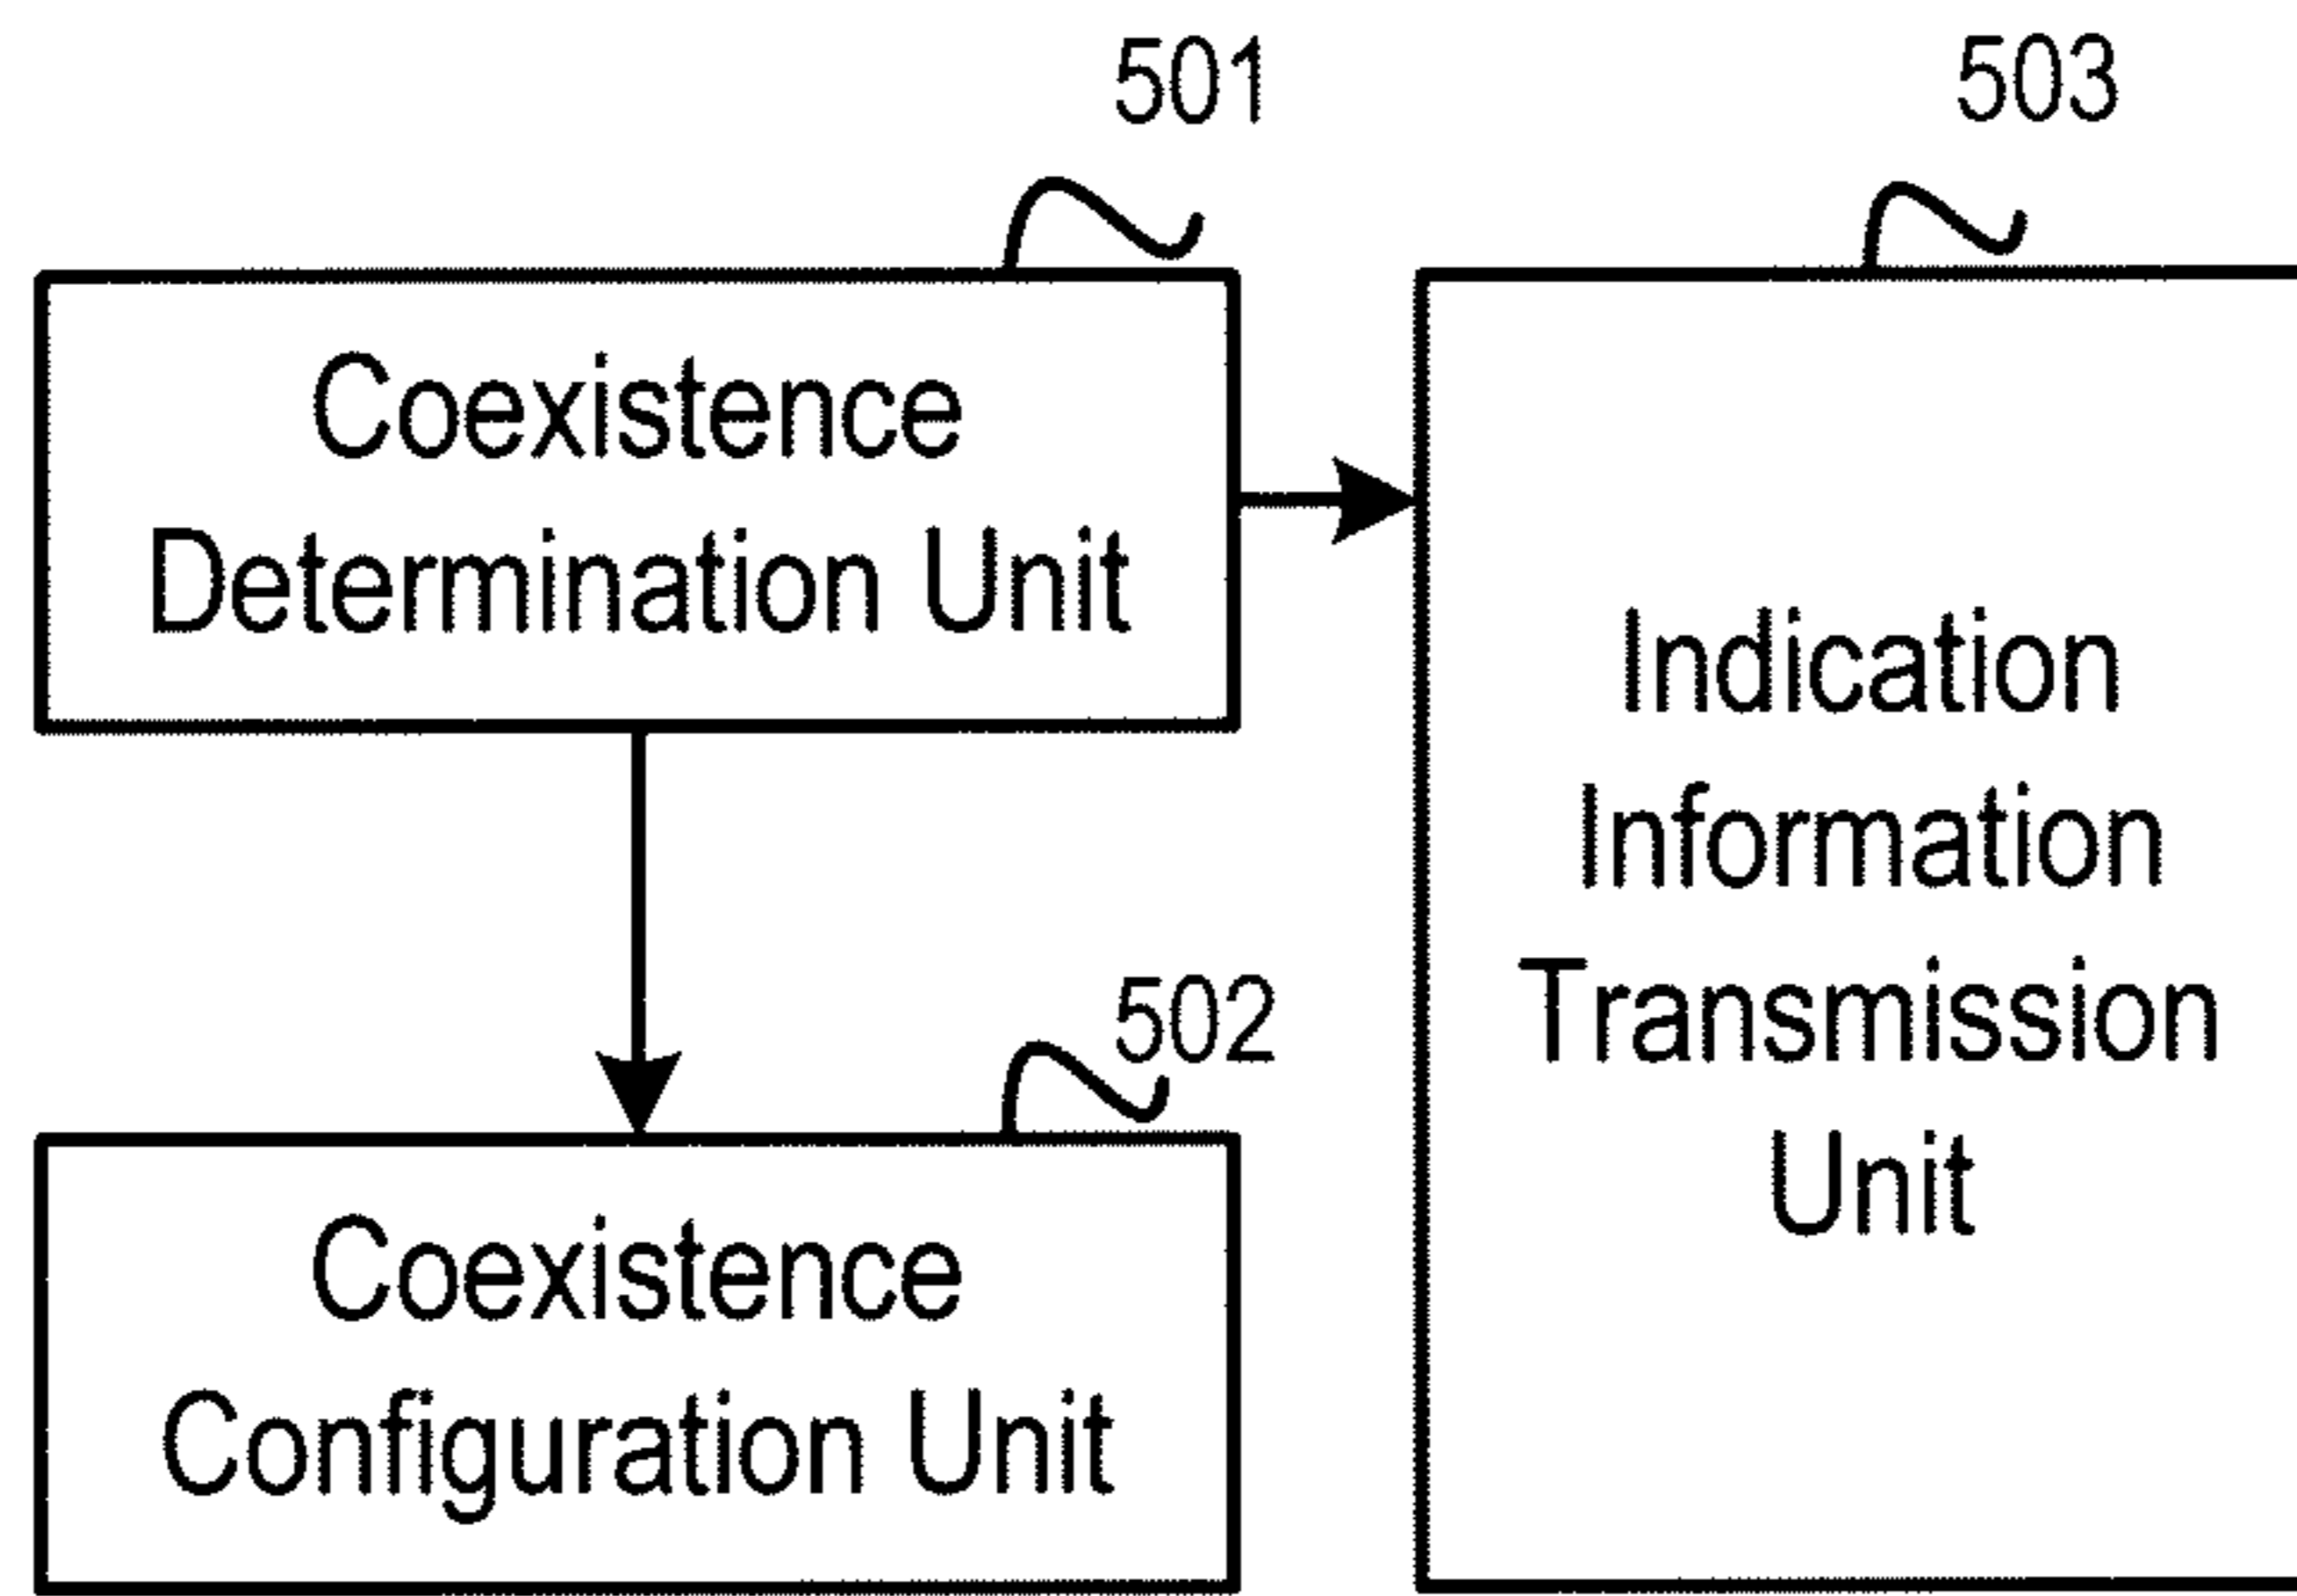 501
Coexistence
Determination Unit
502
Coexistence
Configuration Unit
503
Indication
Information
Transmission
Unit